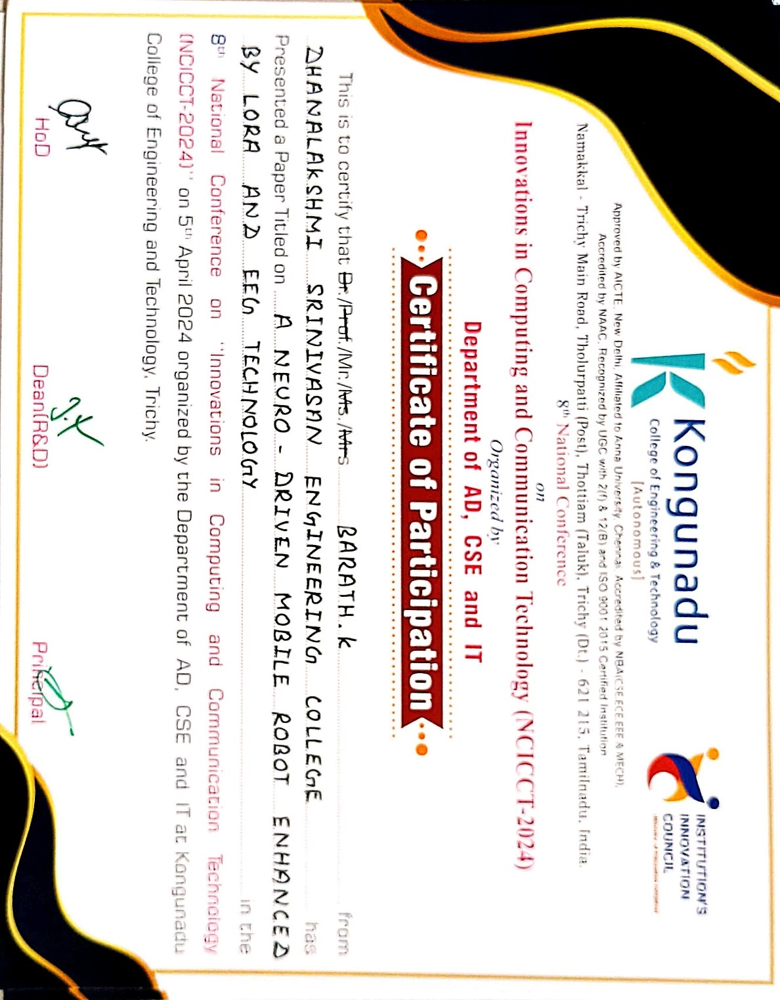 Kongunadu
College of Engineering & Technology
[Autonomous]
INSTITUTION'S
INNOVATION
COUNCIL
Approved by AICTE, New Delhi, Affiliated to Anna University, Chennai, Accredited by NBA(CSE,ECE,EEE & MECH),
Accredited by NAAC, Recognized by UGC with 2(f) & 12(B) and ISO 9001:2015 Certified Institution
Namakkal - Trichy Main Road, Tholurpatti (Post), Thottiam (Taluk), Trichy (Dt.) - 621 215, Tamilnadu, India.
8th National Conference
on
Innovations in Computing and Communication Technology (NCICCT-2024)
Organized by
Department of AD, CSE and IT
Certificate of Participation
This is to certify that Dr./Prof./Mr./Ms./Mrs BARATH.K from
DHANALAKSHMI SRINIVASAN ENGINEERING COLLEGE has
Presented a Paper Titled on A NEURO - DRIVEN MOBILE ROBOT ENHANCED
BY LORA AND EEG TECHNOLOGY in the
8th National Conference on "Innovations in Computing and Communication Technology
(NCICCT-2024)" on 5th April 2024 organized by the Department of AD, CSE and IT at Kongunadu
College of Engineering and Technology, Trichy.
HoD Dean(R&D) Principal